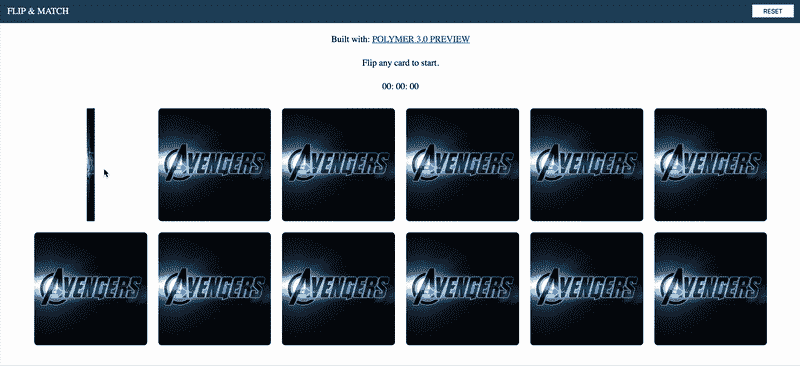 FLIP & MATCH
RESET
Built with: POLYMER 3.0 PREVIEW
Flip any card to start.
00: 00: 00
AVENGERS AVENGERS AVENGERS AVENGERS AVENGERS
AVENGERS AVENGERS AVENGERS AVENGERS AVENGERS AVENGERS